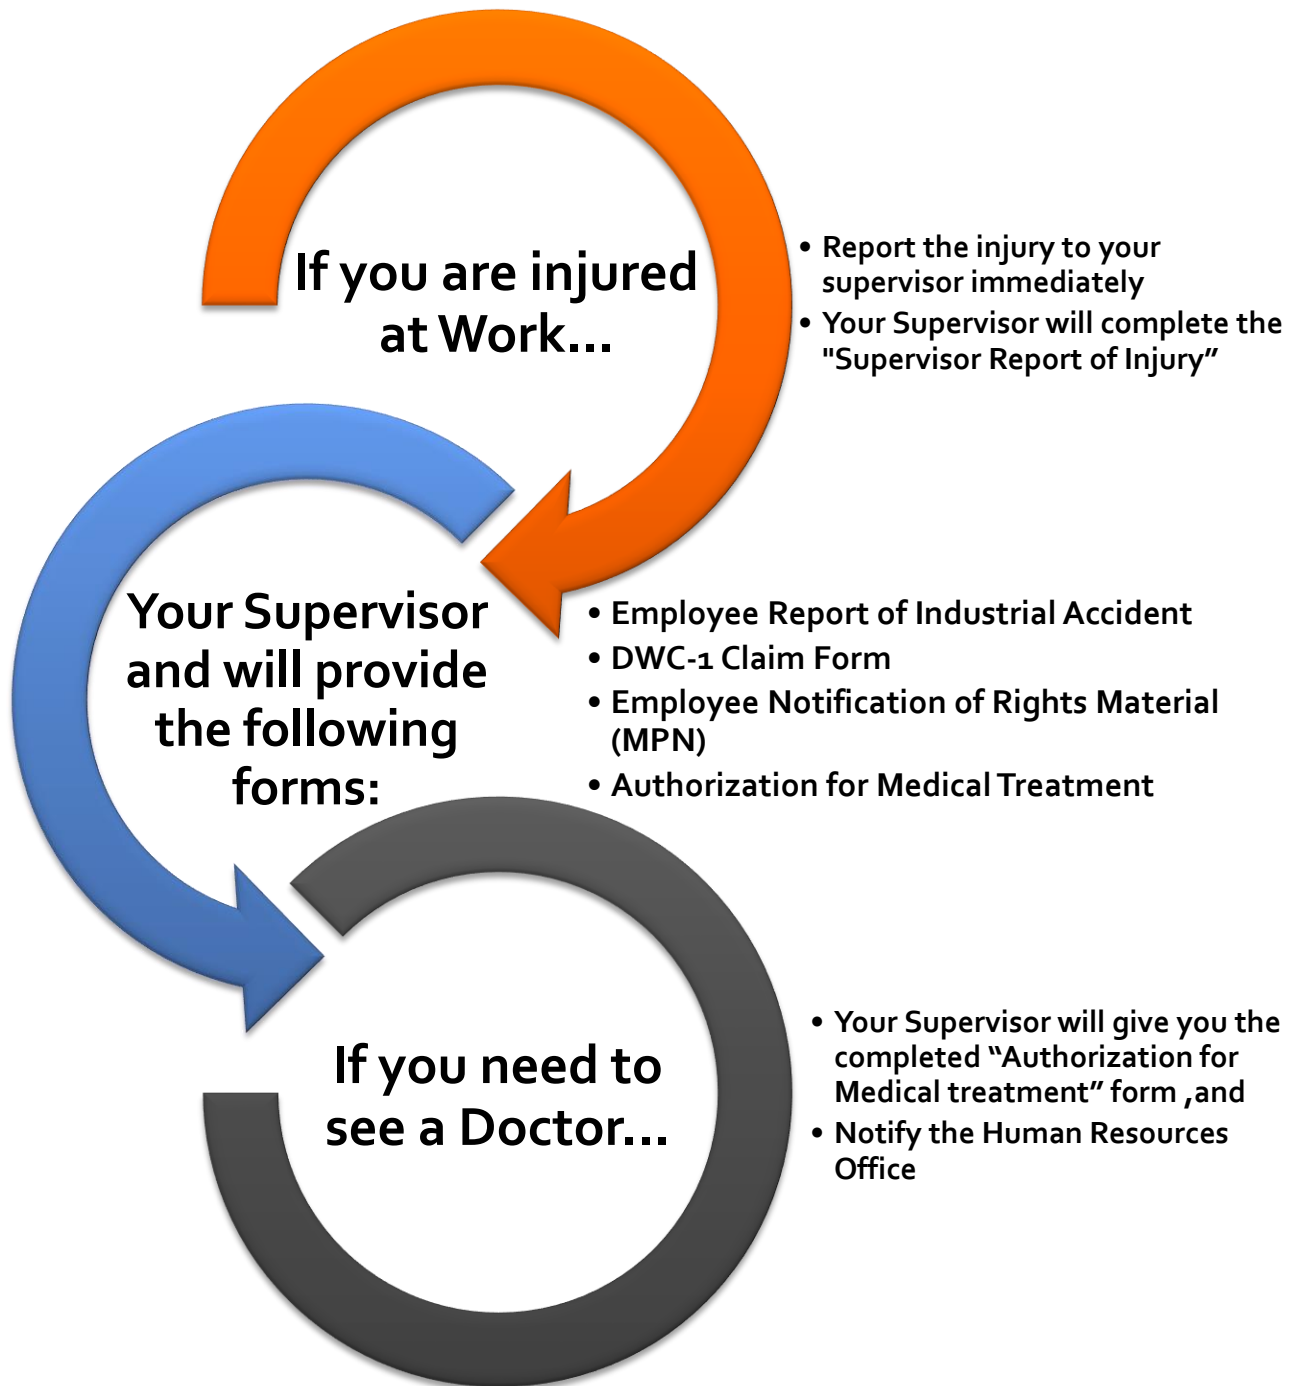 If you are injured
at Work...
• Report the injury to your
supervisor immediately
• Your Supervisor will complete the
"Supervisor Report of Injury”
Your Supervisor
and will provide
the following
forms:
• Employee Report of Industrial Accident
• DWC-1 Claim Form
• Employee Notification of Rights Material
(MPN)
• Authorization for Medical Treatment
If you need to
see a Doctor...
• Your Supervisor will give you the
completed “Authorization for
Medical treatment” form ,and
• Notify the Human Resources
Office